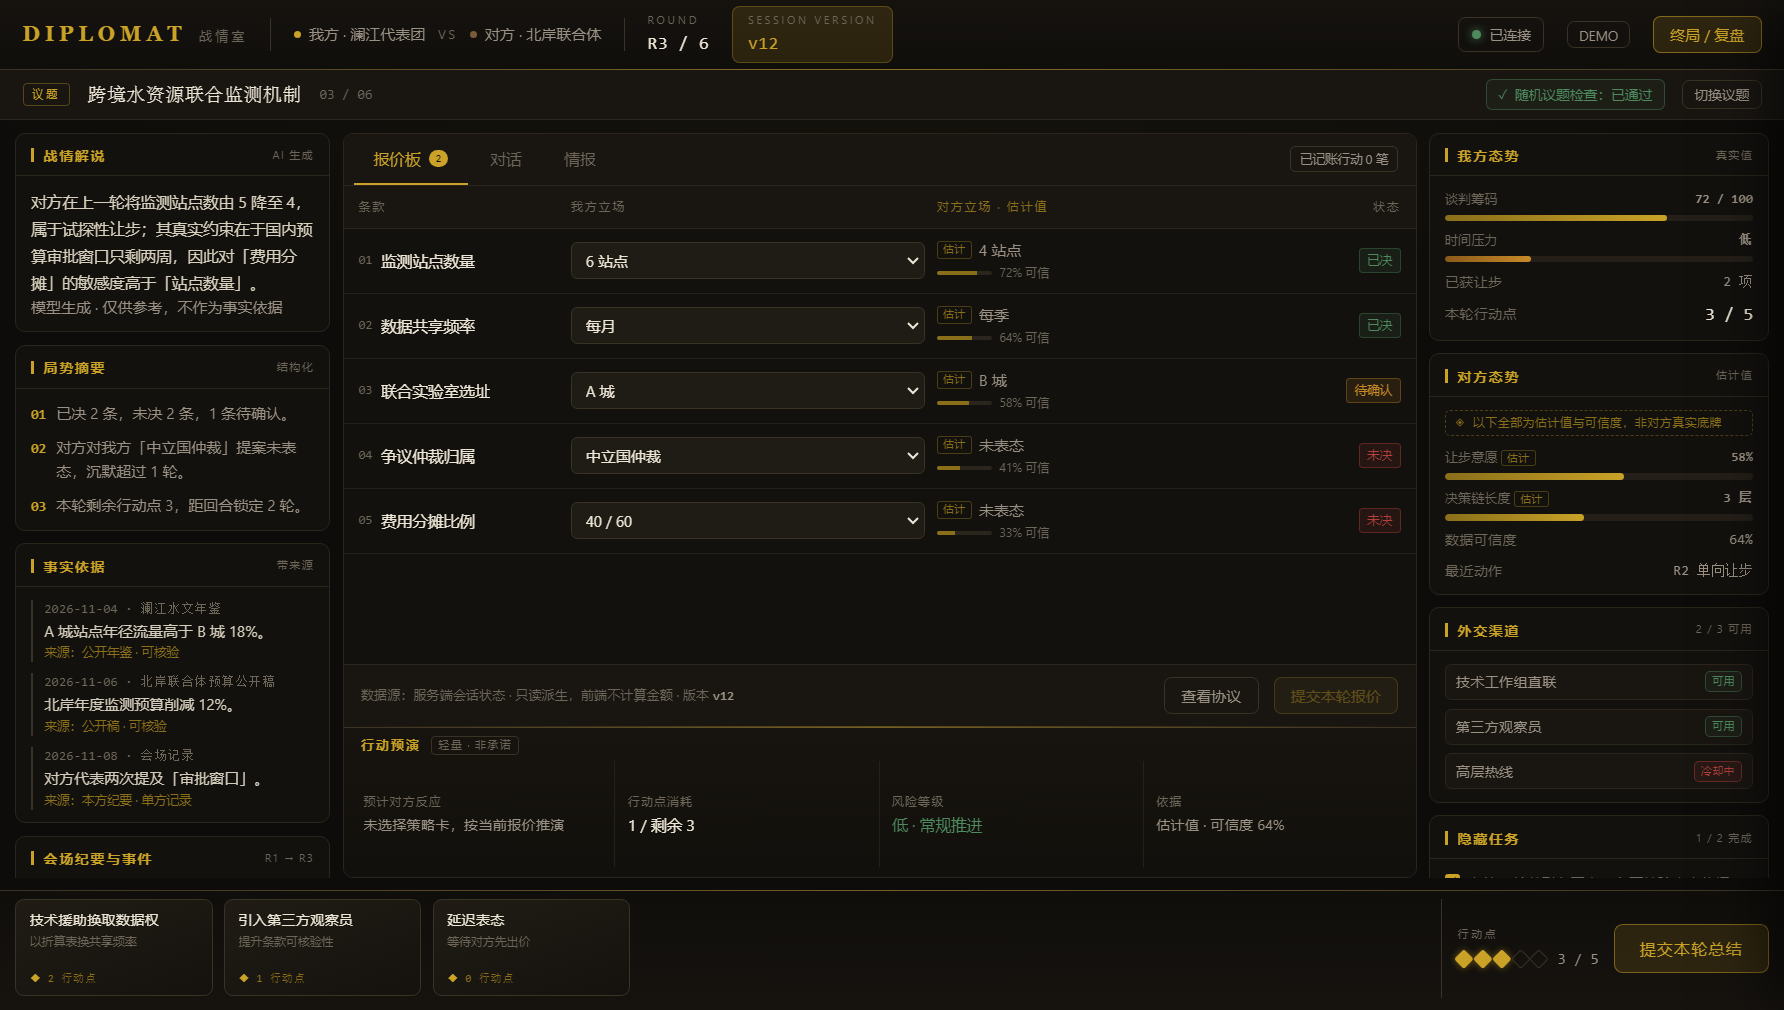 DIPLOMAT 战情室
我方 · 澜江代表团 VS 对方 · 北岸联合体
ROUND
R3 / 6
SESSION VERSION
v12
已连接
DEMO
终局 / 复盘
议题 跨境水资源联合监测机制 03 / 06
✓ 随机议题检查：已通过
切换议题
战情解说 AI 生成
对方在上一轮将监测站点数由 5 降至 4，
属于试探性让步；其真实约束在于国内预
算审批窗口只剩两周，因此对「费用分
摊」的敏感度高于「站点数量」。
模型生成 · 仅供参考，不作为事实依据
局势摘要 结构化
01 已决 2 条，未决 2 条，1 条待确认。
02 对方对我方「中立国仲裁」提案未表
态，沉默超过 1 轮。
03 本轮剩余行动点 3，距回合锁定 2 轮。
事实依据 带来源
2026-11-04 · 澜江水文年鉴
A 城站点年径流量高于 B 城 18%。
来源：公开年鉴 · 可核验
2026-11-06 · 北岸联合体预算公开稿
北岸年度监测预算削减 12%。
来源：公开稿 · 可核验
2026-11-08 · 会场记录
对方代表两次提及「审批窗口」。
来源：本方纪要 · 单方记录
会场纪要与事件 R1 → R3
报价板 2 对话 情报
已记账行动 0 笔
条款 我方立场 对方立场 · 估计值 状态
01 监测站点数量 6 站点 估计 4 站点 72% 可信 已决
02 数据共享频率 每月 估计 每季 64% 可信 已决
03 联合实验室选址 A 城 估计 B 城 58% 可信 待确认
04 争议仲裁归属 中立国仲裁 估计 未表态 41% 可信 未决
05 费用分摊比例 40 / 60 估计 未表态 33% 可信 未决
数据源：服务端会话状态 · 只读派生，前端不计算金额 · 版本 v12
查看协议
提交本轮报价
行动预演 轻量 · 非承诺
预计对方反应
未选择策略卡，按当前报价推演
行动点消耗
1 / 剩余 3
风险等级
低 · 常规推进
依据
估计值 · 可信度 64%
我方态势 真实值
谈判筹码 72 / 100
时间压力 低
已获让步 2 项
本轮行动点 3 / 5
对方态势 估计值
◈ 以下全部为估计值与可信度，非对方真实底牌
让步意愿 估计 58%
决策链长度 估计 3 层
数据可信度 64%
最近动作 R2 单向让步
外交渠道 2 / 3 可用
技术工作组直联 可用
第三方观察员 可用
高层热线 冷却中
隐藏任务 1 / 2 完成
技术援助换取数据权
以折算表换共享频率
◆ 2 行动点
引入第三方观察员
提升条款可核验性
◆ 1 行动点
延迟表态
等待对方先出价
◆ 0 行动点
行动点
3 / 5
提交本轮总结